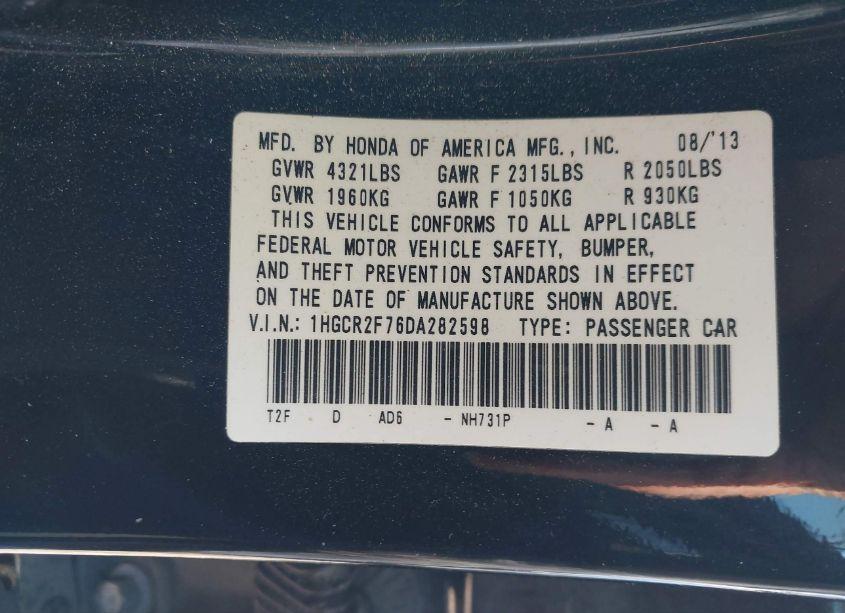 MFD. BY HONDA OF AMERICA MFG., INC. 08/'13
GVWR 4321LBS GAWR F 2315LBS R 2050LBS
GVWR 1960KG GAWR F 1050KG R 930KG
THIS VEHICLE CONFORMS TO ALL APPLICABLE
FEDERAL MOTOR VEHICLE SAFETY, BUMPER,
AND THEFT PREVENTION STANDARDS IN EFFECT
ON THE DATE OF MANUFACTURE SHOWN ABOVE.
V.I.N.: 1HGCR2F76DA282598 TYPE: PASSENGER CAR
T2F D AD6 - NH731P - A - A